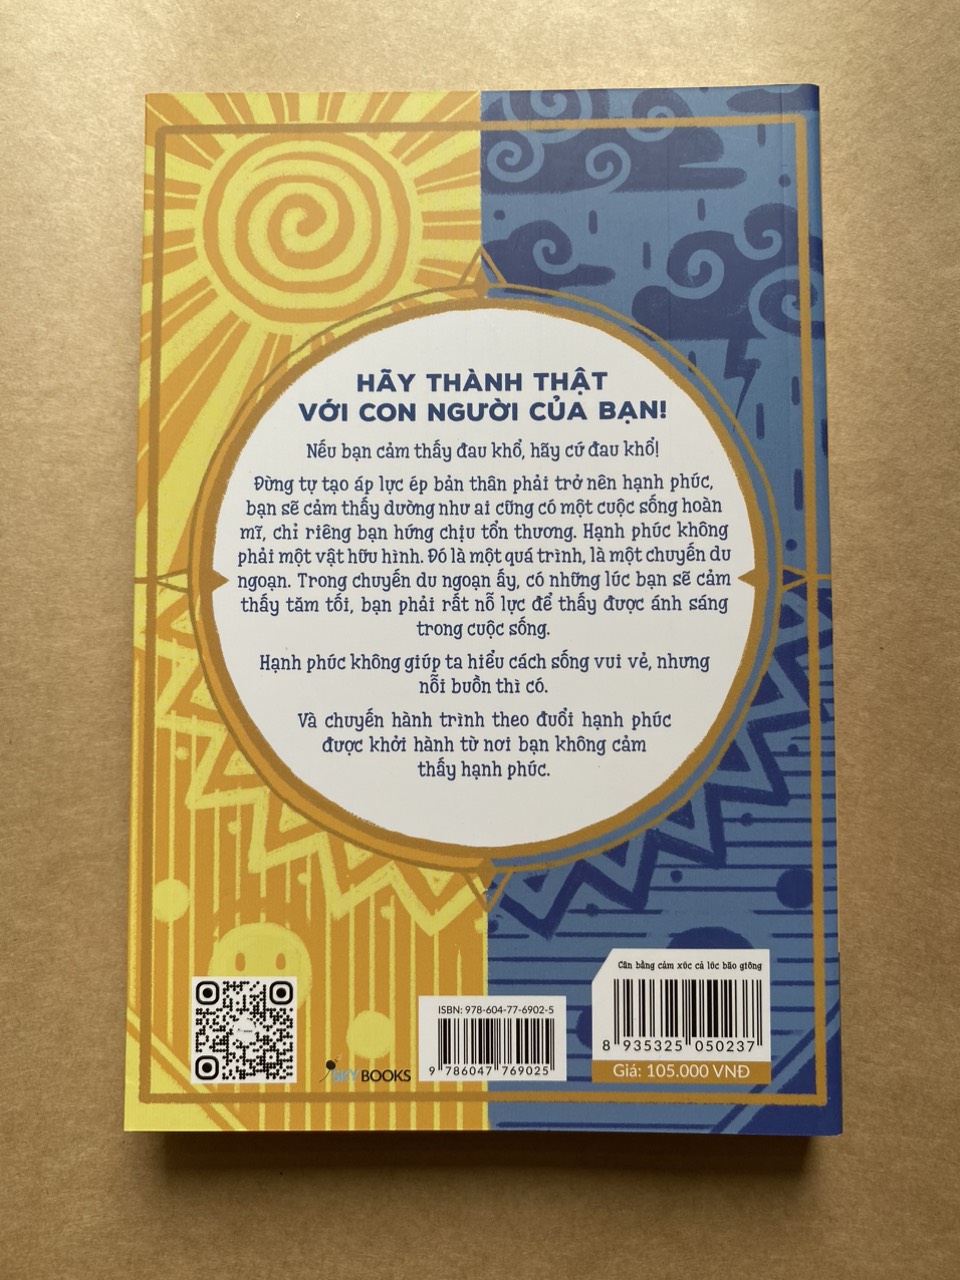 HÃY THÀNH THẬT
VỚI CON NGƯỜI CỦA BẠN!
Nếu bạn cảm thấy đau khổ, hãy cứ đau khổ!
Đừng tự tạo áp lực ép bản thân phải trở nên hạnh phúc,
bạn sẽ cảm thấy dường như ai cũng có một cuộc sống hoàn
mĩ, chỉ riêng bạn hứng chịu tổn thương. Hạnh phúc không
phải một vật hữu hình. Đó là một quá trình, là một chuyến du
ngoạn. Trong chuyến du ngoạn ấy, có những lúc bạn sẽ cảm
thấy tăm tối, bạn phải rất nỗ lực để thấy được ánh sáng
trong cuộc sống.
Hạnh phúc không giúp ta hiểu cách sống vui vẻ, nhưng
nỗi buồn thì có.
Và chuyến hành trình theo đuổi hạnh phúc
được khởi hành từ nơi bạn không cảm
thấy hạnh phúc.
SKYBOOKS
ISBN: 978-604-77-6902-5
9 786047 769025
Cân bằng cảm xúc cả lúc bão giông
8 935325 050237
Giá: 105.000 VNĐ